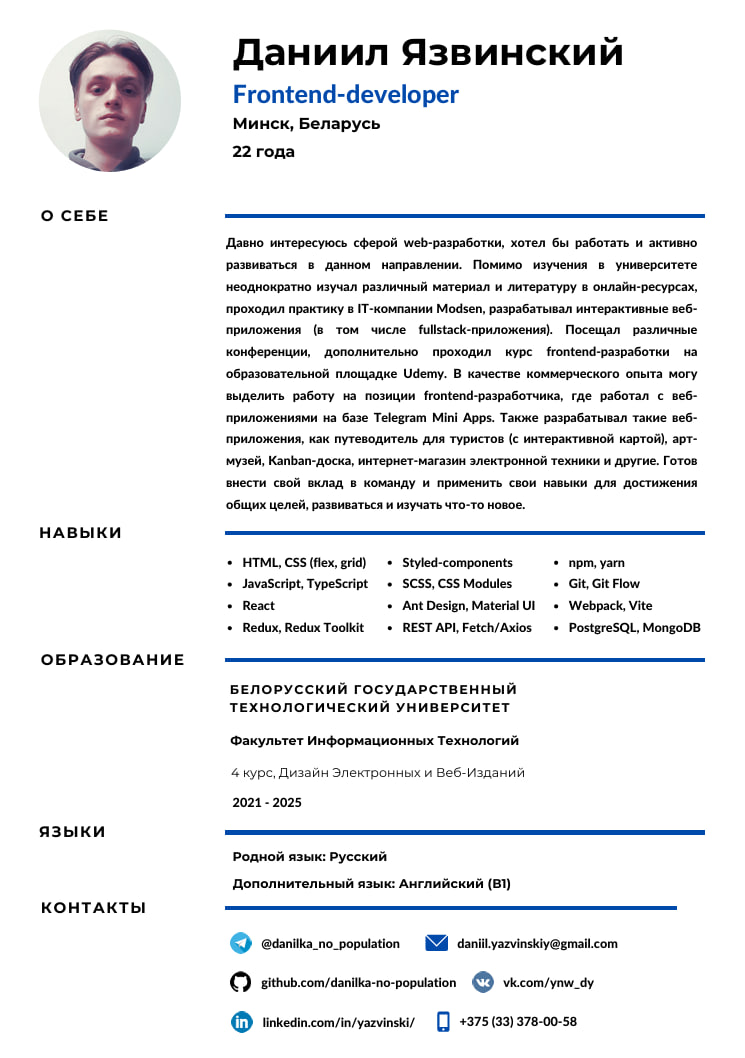 Даниил Язвинский
Frontend-developer
Минск, Беларусь
22 года
О СЕБЕ
Давно интересуюсь сферой web-разработки, хотел бы работать и активно
развиваться в данном направлении. Помимо изучения в университете
неоднократно изучал различный материал и литературу в онлайн-ресурсах,
проходил практику в IT-компании Modsen, разрабатывал интерактивные веб-
приложения (в том числе fullstack-приложения). Посещал различные
конференции, дополнительно проходил курс frontend-разработки на
образовательной площадке Udemy. В качестве коммерческого опыта могу
выделить работу на позиции frontend-разработчика, где работал с веб-
приложениями на базе Telegram Mini Apps. Также разрабатывал такие веб-
приложения, как путеводитель для туристов (с интерактивной картой), арт-
музей, Kanban-доска, интернет-магазин электронной техники и другие. Готов
внести свой вклад в команду и применить свои навыки для достижения
общих целей, развиваться и изучать что-то новое.
НАВЫКИ
• HTML, CSS (flex, grid)
• JavaScript, TypeScript
• React
• Redux, Redux Toolkit
• Styled-components
• SCSS, CSS Modules
• Ant Design, Material UI
• REST API, Fetch/Axios
• npm, yarn
• Git, Git Flow
• Webpack, Vite
• PostgreSQL, MongoDB
ОБРАЗОВАНИЕ
БЕЛОРУССКИЙ ГОСУДАРСТВЕННЫЙ
ТЕХНОЛОГИЧЕСКИЙ УНИВЕРСИТЕТ
Факультет Информационных Технологий
4 курс, Дизайн Электронных и Веб-Изданий
2021 - 2025
ЯЗЫКИ
Родной язык: Русский
Дополнительный язык: Английский (B1)
КОНТАКТЫ
@danilka_no_population
daniil.yazvinskiy@gmail.com
github.com/danilka-no-population
vk.com/ynw_dy
linkedin.com/in/yazvinski/
+375 (33) 378-00-58